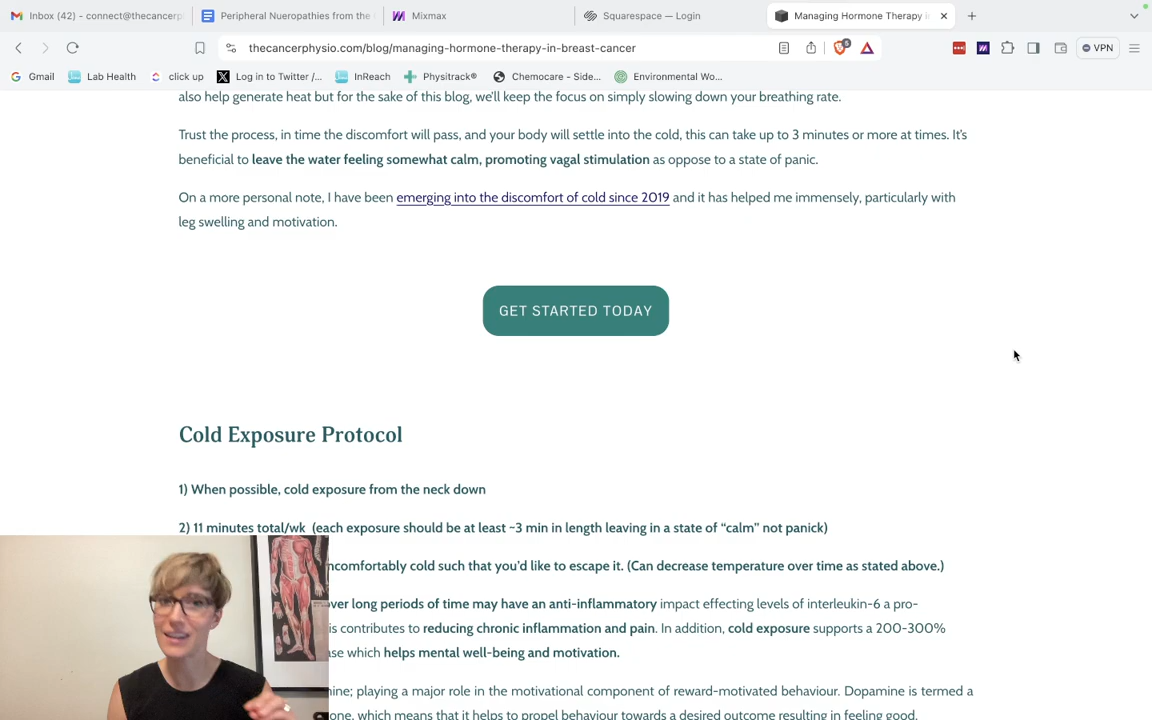 Inbox (42) - connect@thecancerp
Peripheral Nueropathies from the
Mixmax
Squarespace — Login
Managing Hormone Therapy i
thecancerphysio.com/blog/managing-hormone-therapy-in-breast-cancer
5
VPN
Gmail
Lab Health
click up
Log in to Twitter /...
InReach
Physitrack®
Chemocare - Side...
Environmental Wo...
also help generate heat but for the sake of this blog, we'll keep the focus on simply slowing down your breathing rate.
Trust the process, in time the discomfort will pass, and your body will settle into the cold, this can take up to 3 minutes or more at times. It's
beneficial to leave the water feeling somewhat calm, promoting vagal stimulation as oppose to a state of panic.
On a more personal note, I have been emerging into the discomfort of cold since 2019 and it has helped me immensely, particularly with
leg swelling and motivation.
GET STARTED TODAY
Cold Exposure Protocol
1) When possible, cold exposure from the neck down
2) 11 minutes total/wk (each exposure should be at least ~3 min in length leaving in a state of “calm” not panick)
ncomfortably cold such that you'd like to escape it. (Can decrease temperature over time as stated above.)
over long periods of time may have an anti-inflammatory impact effecting levels of interleukin-6 a pro-
is contributes to reducing chronic inflammation and pain. In addition, cold exposure supports a 200-300%
ase which helps mental well-being and motivation.
mine; playing a major role in the motivational component of reward-motivated behaviour. Dopamine is termed a
one, which means that it helps to propel behaviour towards a desired outcome resulting in feeling good.